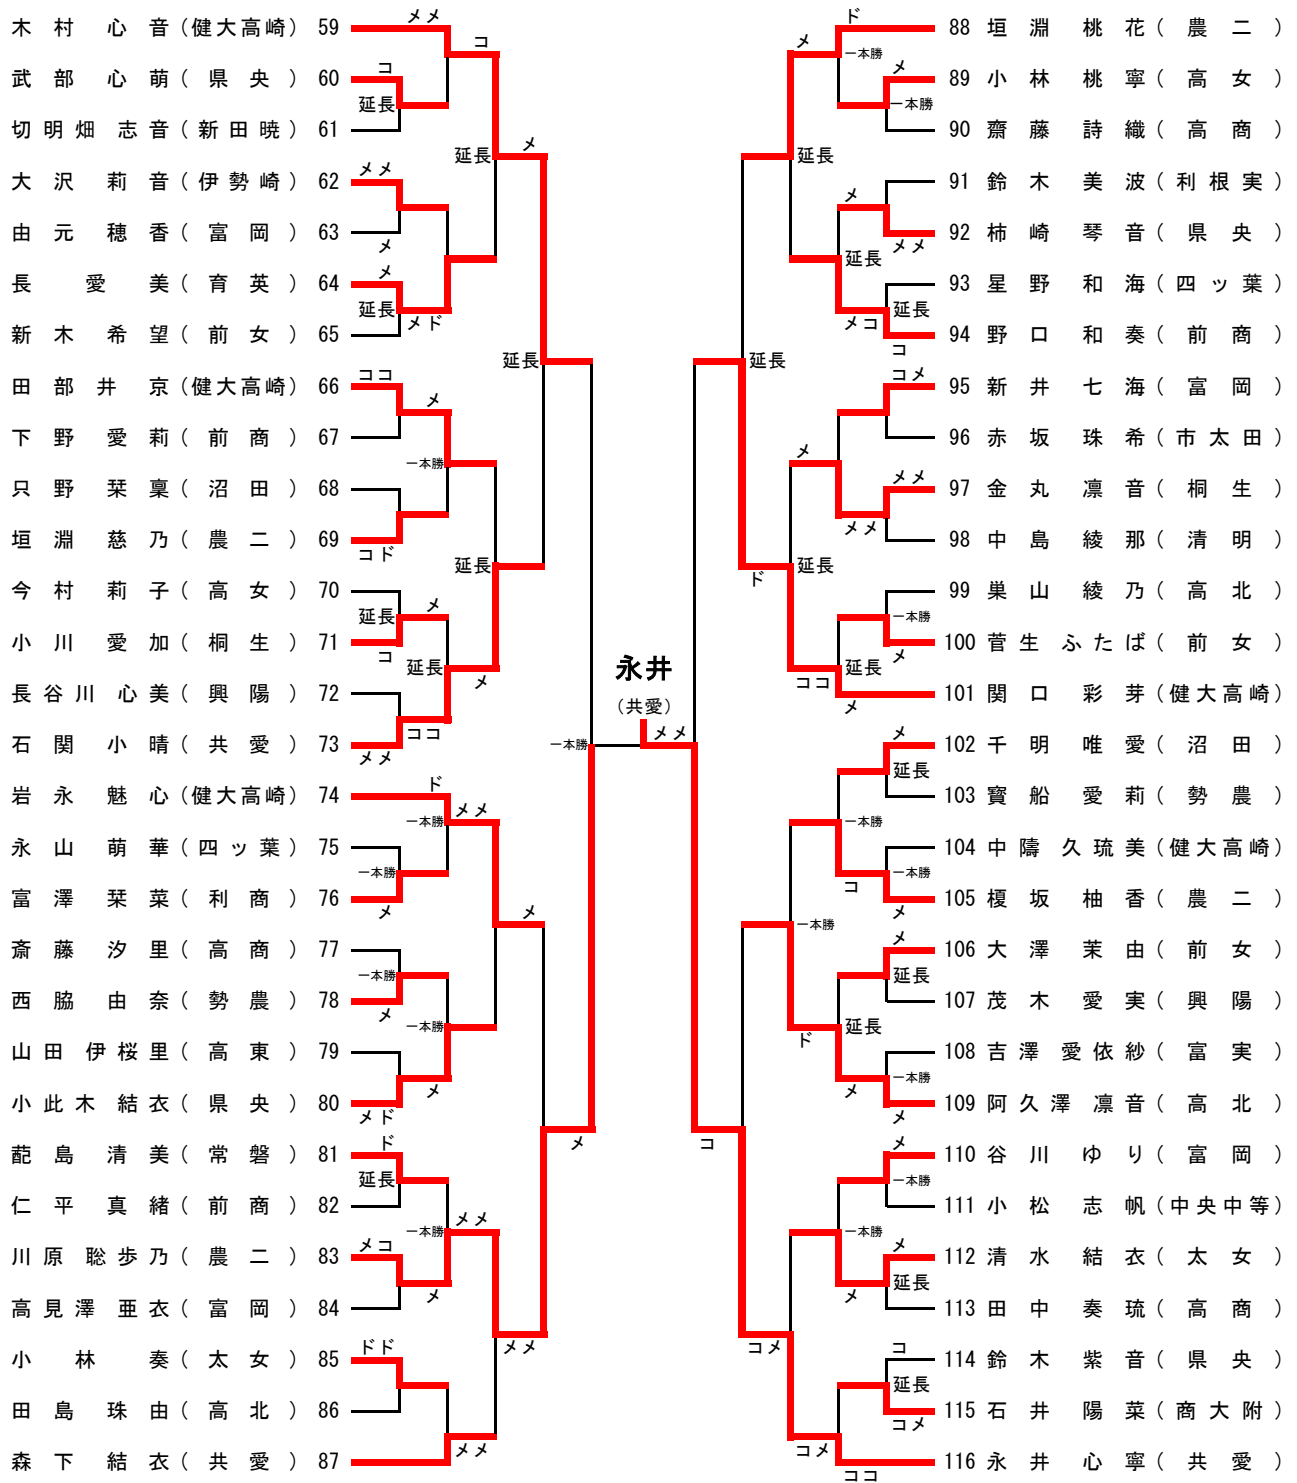 木村 心音(健大高崎) 59
武部 心萌(県央) 60
切明畑 志音(新田暁) 61
大沢 莉音(伊勢崎) 62
由元 穂香(富岡) 63
長 愛美(育英) 64
新木 希望(前女) 65
田部井 京(健大高崎) 66
下野 愛莉(前商) 67
只野 栞稟(沼田) 68
垣淵 慈乃(農二) 69
今村 莉子(高女) 70
小川 愛加(桐生) 71
長谷川 心美(興陽) 72
石関 小晴(共愛) 73
岩永 魅心(健大高崎) 74
永山 萌華(四ッ葉) 75
富澤 栞菜(利商) 76
斎藤 汐里(高商) 77
西脇 由奈(勢農) 78
山田 伊桜里(高東) 79
小此木 結衣(県央) 80
島 清美(常磐) 81
仁平 真緒(前商) 82
川原 聡歩乃(農二) 83
高見澤 亜衣(富岡) 84
小林 奏(太女) 85
田島 珠由(高北) 86
森下 結衣(共愛) 87
メメ
コ
コ
延長
延長
メ
メメ
メ
メ
延長
メド
延長
ココ
メ
一本勝
コド
延長
延長
メ
コ
延長
メ
ココ
メメ
一本勝
ド
一本勝
メメ
一本勝
メ
メ
一本勝
メ
一本勝
メ
メド
メ
ド
延長
一本勝
メメ
メコ
メ
ドド
メメ
メメ
永井
(共愛)
メメ
88 垣淵 桃花(農二)
89 小林 桃寧(高女)
90 齋藤 詩織(高商)
91 鈴木 美波(利根実)
92 柿崎 琴音(県央)
93 星野 和海(四ッ葉)
94 野口 和奏(前商)
95 新井 七海(富岡)
96 赤坂 珠希(市太田)
97 金丸 凛音(桐生)
98 中島 綾那(清明)
99 巣山 綾乃(高北)
100 菅生 ふたば(前女)
101 関口 彩芽(健大高崎)
102 千明 唯愛(沼田)
103 寳船 愛莉(勢農)
104 中隯 久琉美(健大高崎)
105 榎坂 柚香(農二)
106 大澤 茉由(前女)
107 茂木 愛実(興陽)
108 吉澤 愛依紗(富実)
109 阿久澤 凛音(高北)
110 谷川 ゆり(富岡)
111 小松 志帆(中央中等)
112 清水 結衣(太女)
113 田中 奏琉(高商)
114 鈴木 紫音(県央)
115 石井 陽菜(商大附)
116 永井 心寧(共愛)
ド
メ
一本勝
メ
一本勝
延長
メ
メメ
延長
延長
メコ
コ
延長
コメ
メ
メメ
メメ
延長
ド
一本勝
メ
延長
ココ
メ
メ
延長
一本勝
一本勝
コ
メ
一本勝
メ
延長
延長
ド
一本勝
メ
メ
コ
メ
一本勝
一本勝
メ
延長
メ
コメ
コ
延長
コメ
コメ
ココ